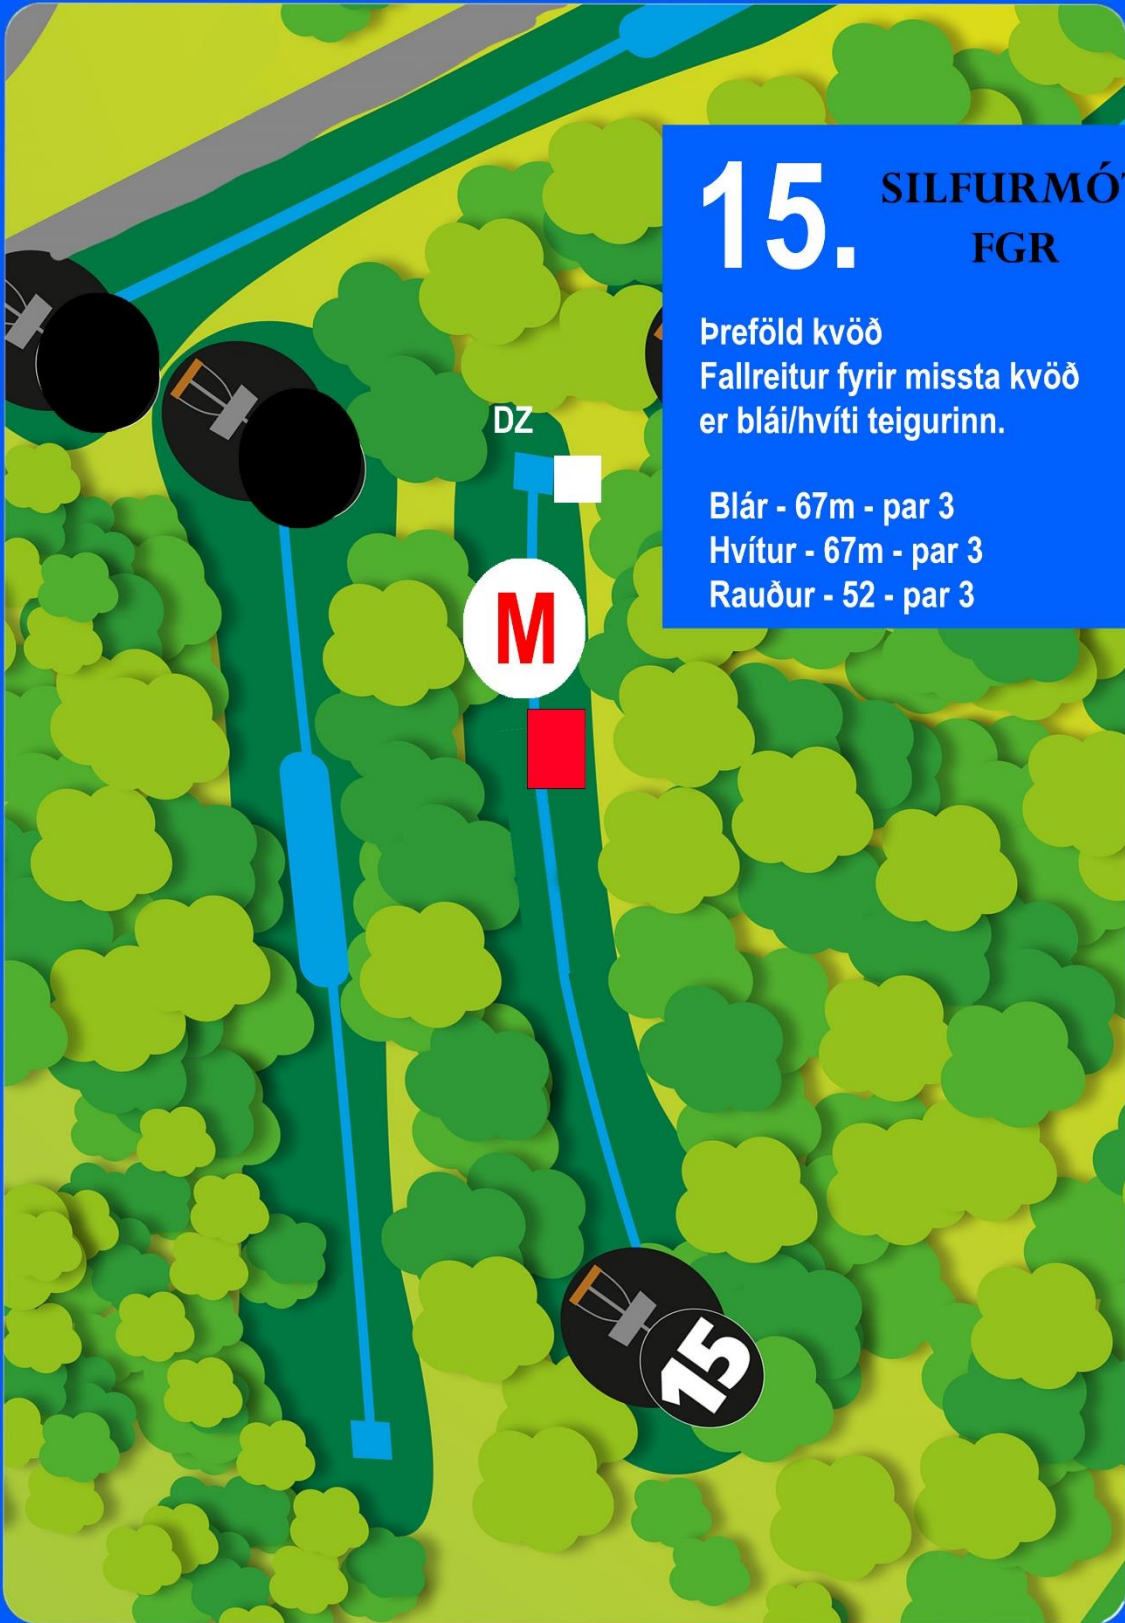 15.
SILFURMÓT
FGR
Þreföld kvöð
Fallreitur fyrir missta kvöð
er blái/hvíti teigurinn.
Blár - 67m - par 3
Hvítur - 67m - par 3
Rauður - 52 - par 3
DZ
M
15